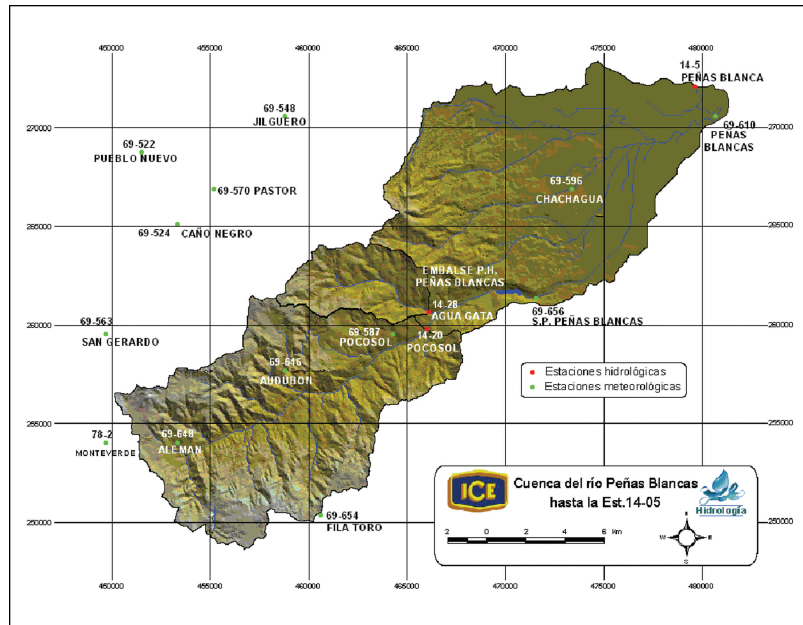 450000 455000 460000 465000 470000 475000 480000
14-5
PEÑAS BLANCA
69-548
JILGUERO
270000
270000
69-610
PEÑAS
BLANCAS
69-522
PUEBLO NUEVO
69-570 PASTOR
69-596
CHACHAGUA
265000
265000
69-524 CAÑO NEGRO
EMBALSE P.H.
PEÑAS BLANCAS
14-28
AGUA GATA
69-656
S.P. PEÑAS BLANCAS
69-563
SAN GERARDO
260000
260000
69-587
POCOSOL
14-20
POCOSOL
69-646
AUDUBON
Estaciones hidrológicas
Estaciones meteorológicas
255000
255000
78-2
MONTEVERDE
69-648
ALEMAN
69-654
FILA TORO
250000
250000
ICE
Cuenca del río Peñas Blancas
hasta la Est.14-05
Hidrología
2 0 2 4 6 km
450000 455000 460000 465000 470000 475000 480000